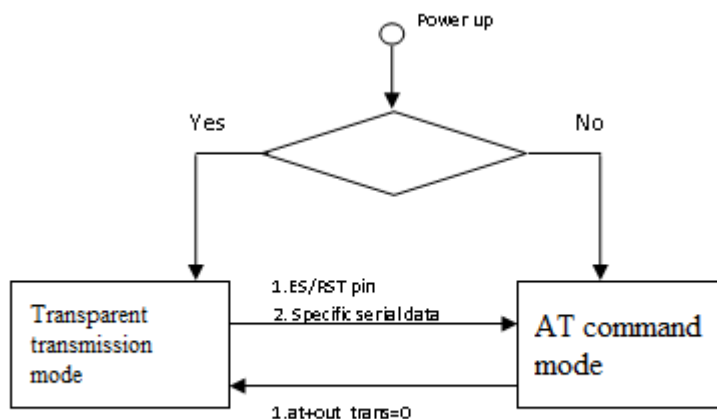 Power up
Yes
No
1.ES/RST pin
2. Specific serial data
Transparent
transmission
mode
AT command
mode
1.at+out_trans=0